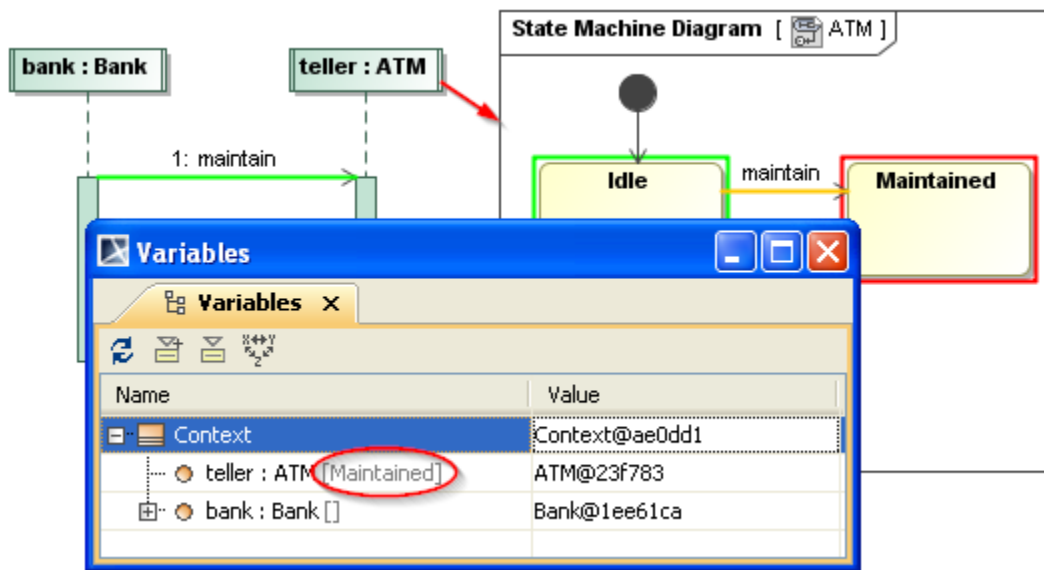 State Machine Diagram [ ATM ]
bank : Bank
teller : ATM
1: maintain
Idle
maintain
Maintained
Variables
Variables X
Name Value
Context Context@ae0dd1
teller : ATM [Maintained] ATM@23f783
bank : Bank [] Bank@1ee61ca